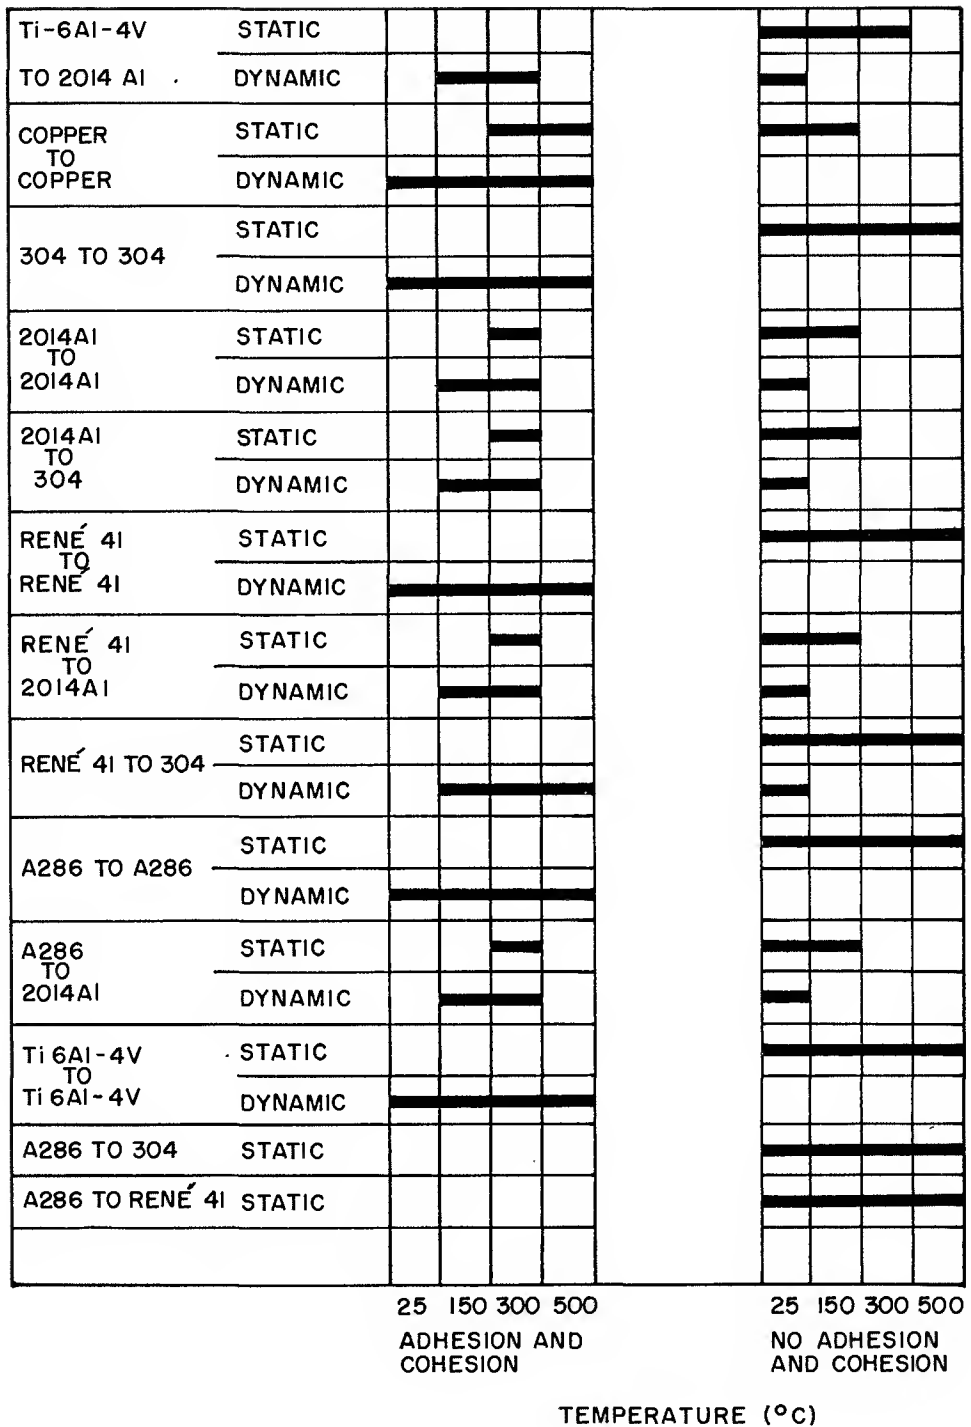 Ti-6Al-4V STATIC
TO 2014 Al DYNAMIC
COPPER
TO
COPPER
STATIC
DYNAMIC
304 TO 304
STATIC
DYNAMIC
2014Al
TO
2014Al
STATIC
DYNAMIC
2014Al
TO
304
STATIC
DYNAMIC
RENÉ 41
TO
RENÉ 41
STATIC
DYNAMIC
RENÉ 41
TO
2014Al
STATIC
DYNAMIC
RENÉ 41 TO 304
STATIC
DYNAMIC
A286 TO A286
STATIC
DYNAMIC
A286
TO
2014Al
STATIC
DYNAMIC
Ti 6Al-4V
TO
Ti 6Al-4V
STATIC
DYNAMIC
A286 TO 304 STATIC
A286 TO RENÉ 41 STATIC
25 150 300 500
25 150 300 500
ADHESION AND
COHESION
NO ADHESION
AND COHESION
TEMPERATURE (°C)